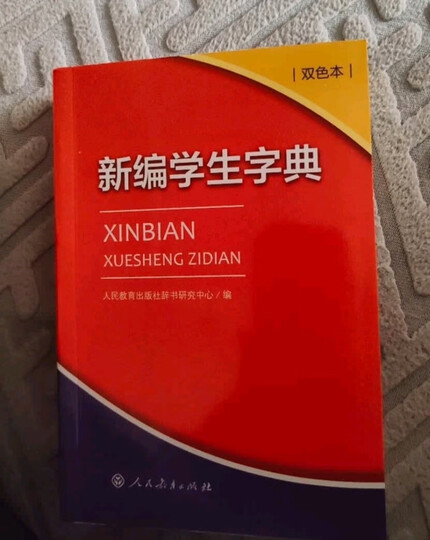 |双色本|
新编学生字典
XINBIAN
XUESHENG ZIDIAN
人民教育出版社辞书研究中心／编
人民教育出版社